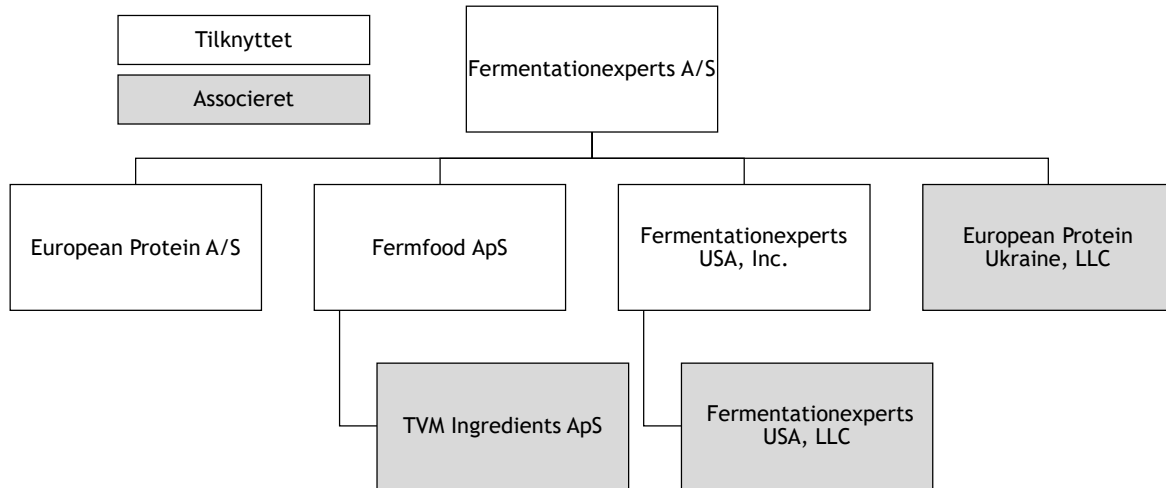 Tilknyttet
Associeret
Fermentationexperts A/S
European Protein A/S
Fermfood ApS
Fermentationexperts
USA, Inc.
European Protein
Ukraine, LLC
TVM Ingredients ApS
Fermentationexperts
USA, LLC